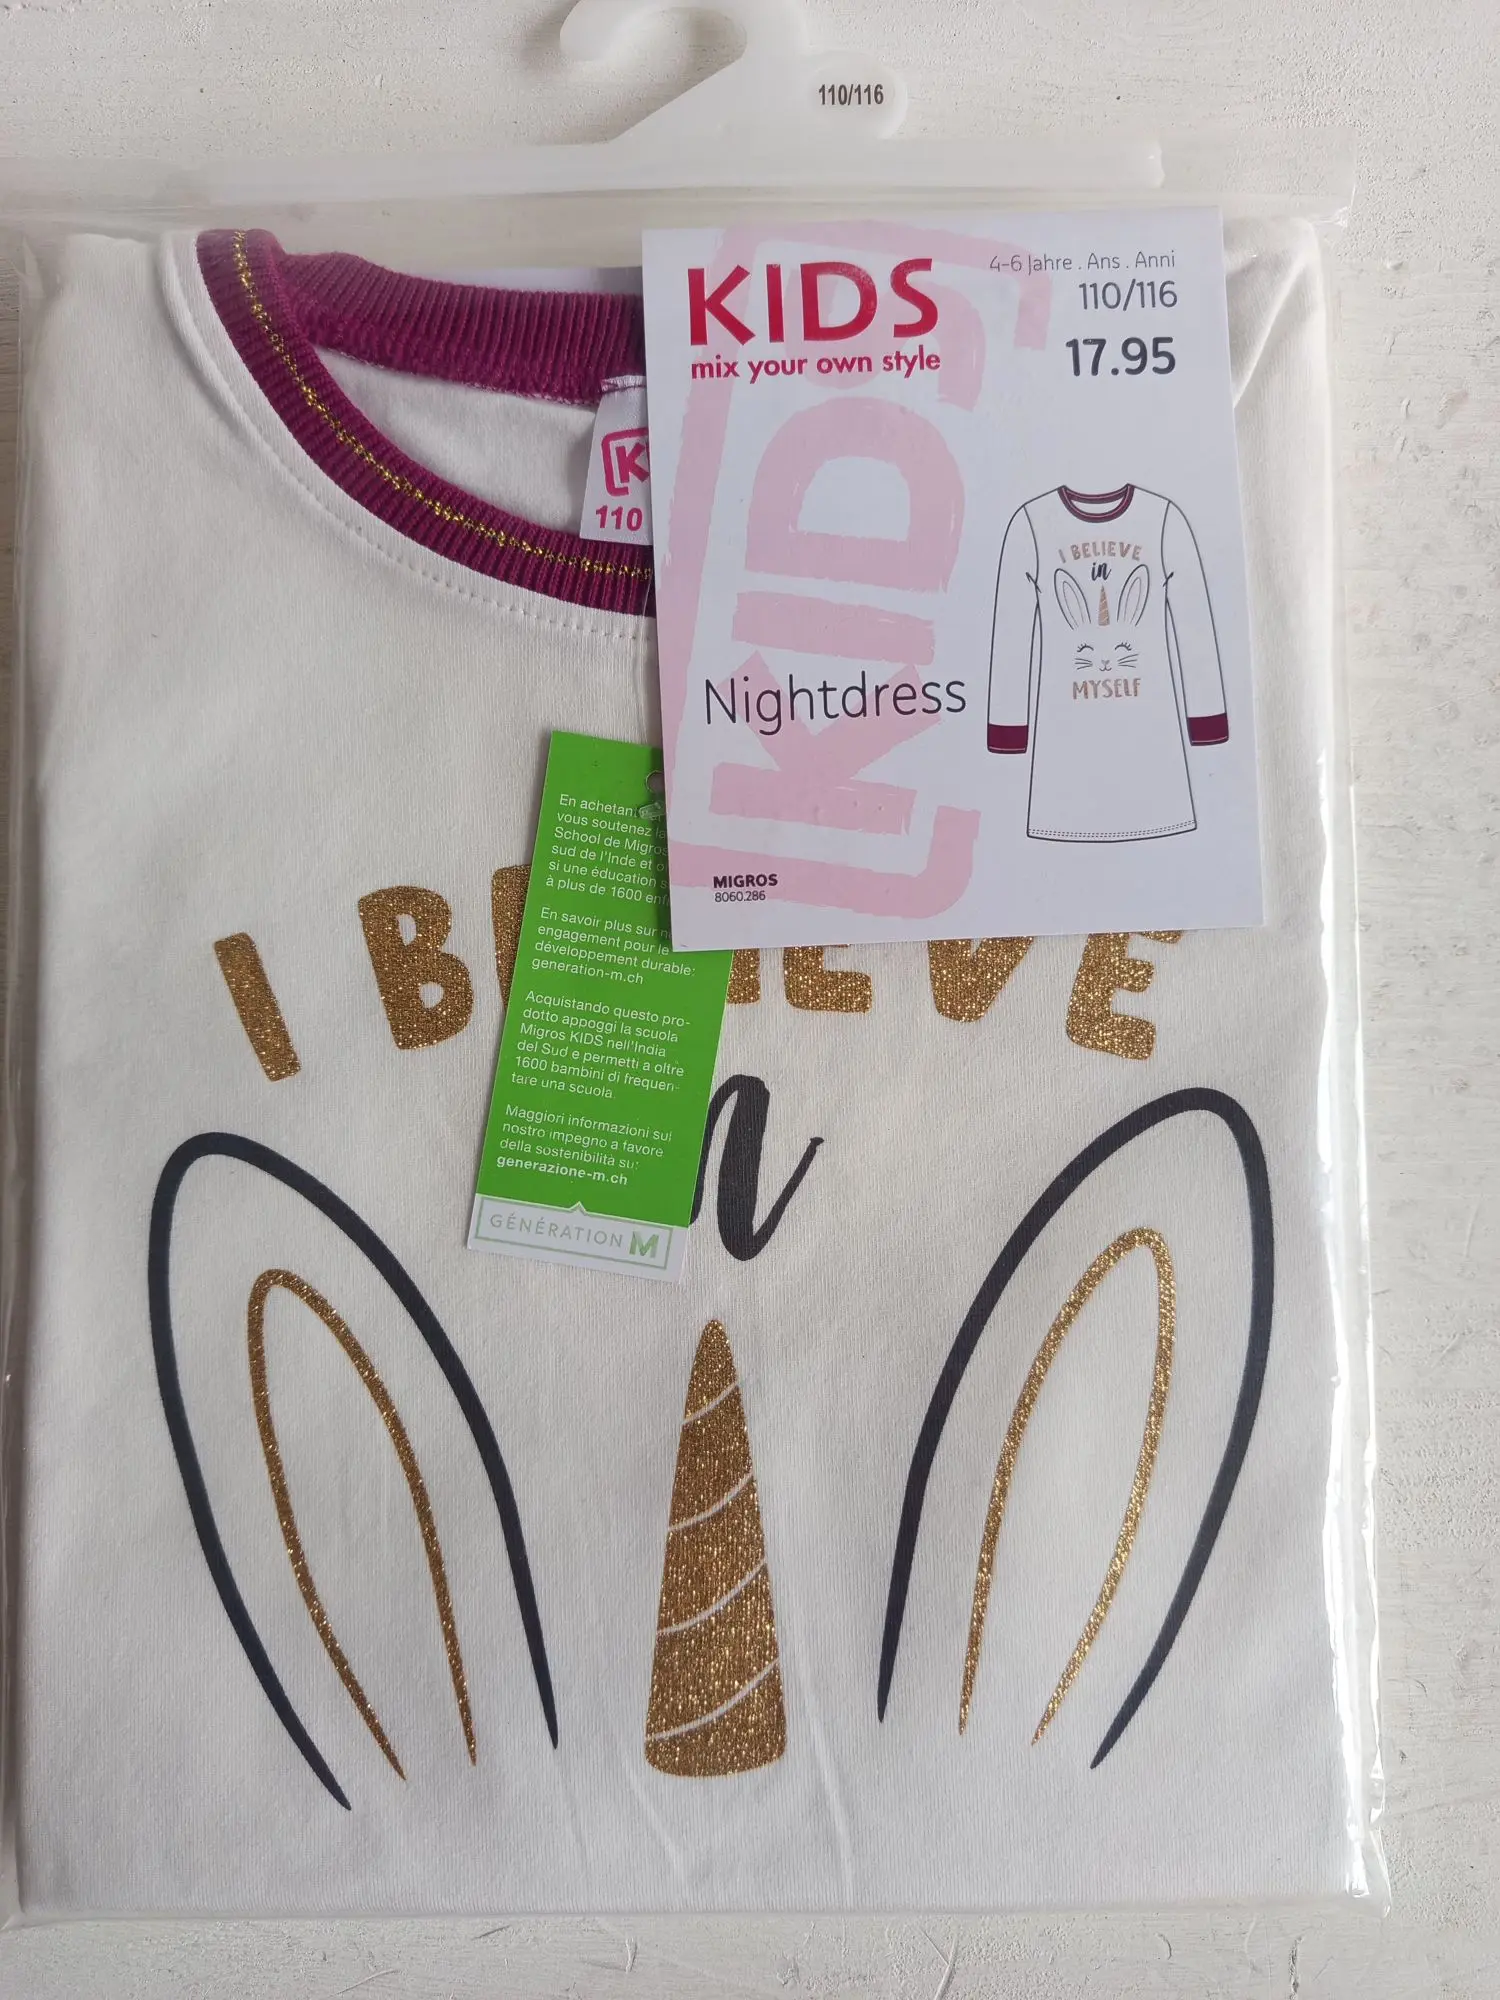 110/116
KIDS
mix your own style
4-6 Jahre . Ans . Anni
110/116
17.95
K
110
I BELIEVE
in
MYSELF
Nightdress
KIDS
MIGROS
8060.286
En
vous soutenez
School de Migros
sud de l'Inde et
si une éducation
à plus de 1600
En savoir plus sur
engagement pour le
développement durable:
generation-m.ch
Acquistando questo pro-
dotto appoggi la scuola
Migros KIDS nell'India
del Sud e permetti a oltre
1600 bambini di frequen-
tare una scuola.
Maggiori informazioni sul
nostro impegno a favore
della sostenibilità su:
generazione-m.ch
GÉNÉRATION M
I